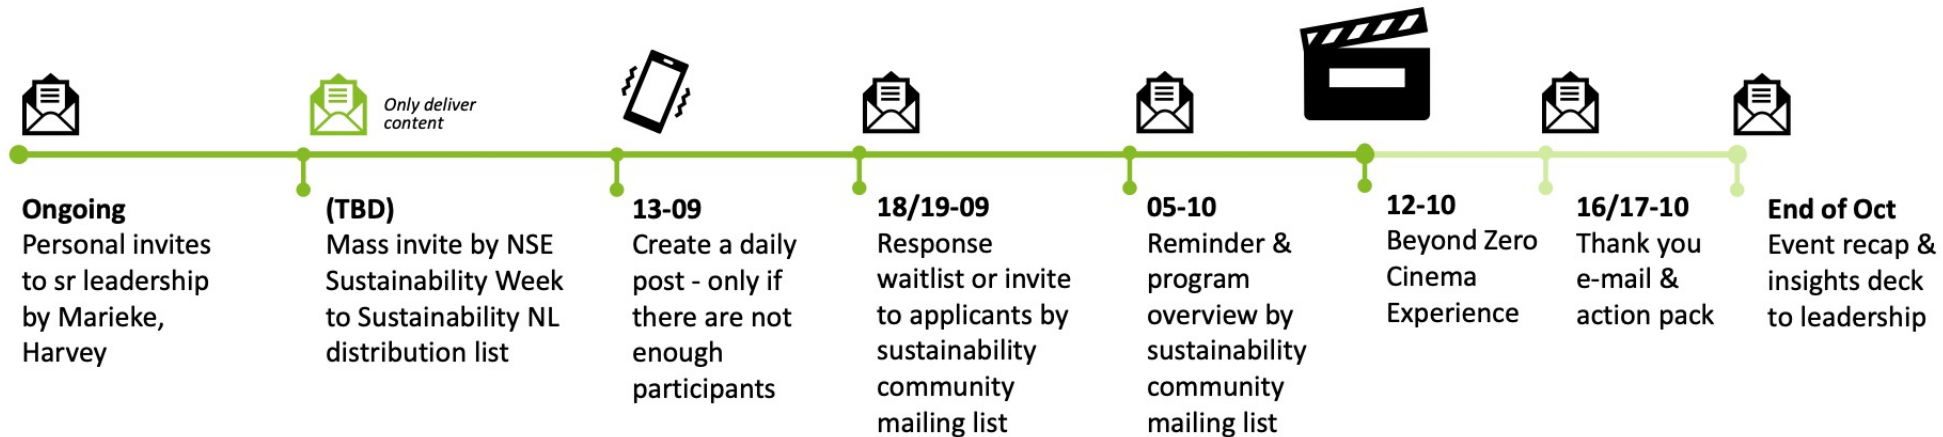 Only deliver
content
Ongoing
Personal invites
to sr leadership
by Marieke,
Harvey
(TBD)
Mass invite by NSE
Sustainability Week
to Sustainability NL
distribution list
13-09
Create a daily
post - only if
there are not
enough
participants
18/19-09
Response
waitlist or invite
to applicants by
sustainability
community
mailing list
05-10
Reminder &
program
overview by
sustainability
community
mailing list
12-10
Beyond Zero
Cinema
Experience
16/17-10
Thank you
e-mail &
action pack
End of Oct
Event recap &
insights deck
to leadership